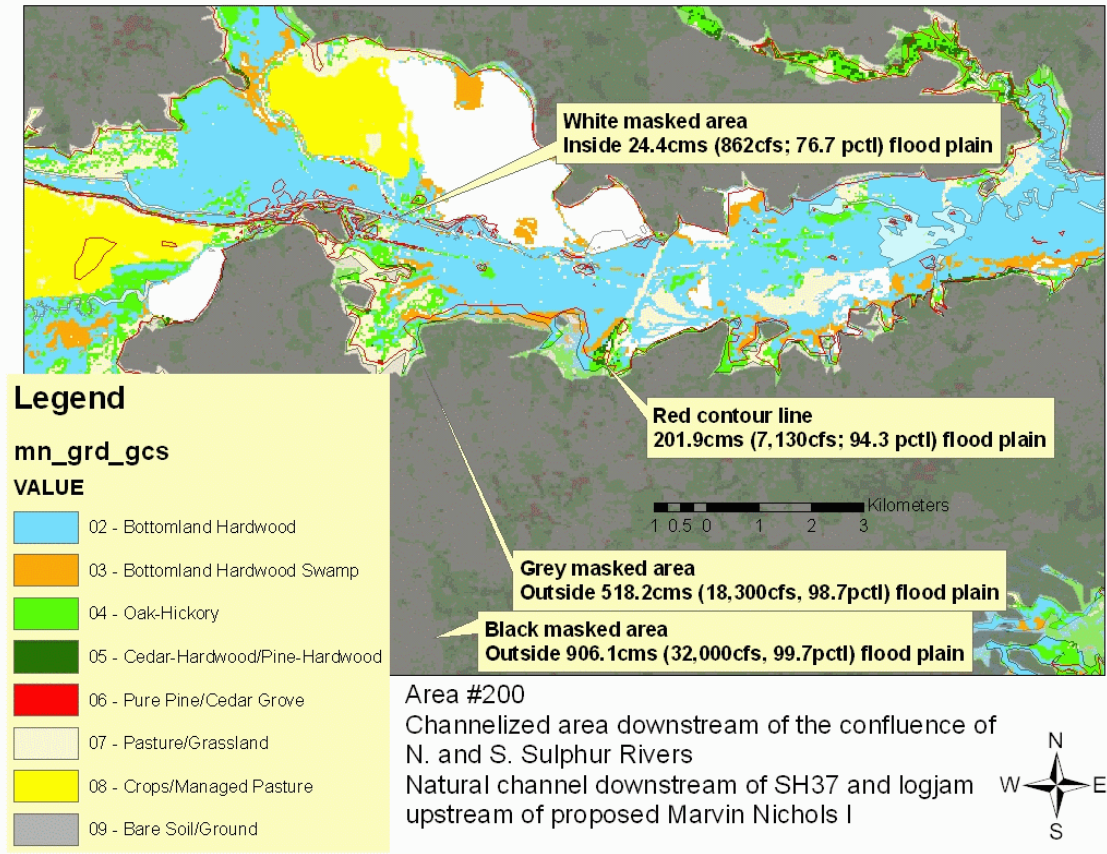 White masked area
Inside 24.4cms (862cfs; 76.7 pctl) flood plain
Red contour line
201.9cms (7,130cfs; 94.3 pctl) flood plain
Kilometers
1 0.5 0 1 2 3
Grey masked area
Outside 518.2cms (18,300cfs, 98.7pctl) flood plain
Black masked area
Outside 906.1cms (32,000cfs, 99.7pctl) flood plain
Legend
mn_grd_gcs
VALUE
02 - Bottomland Hardwood
03 - Bottomland Hardwood Swamp
04 - Oak-Hickory
05 - Cedar-Hardwood/Pine-Hardwood
06 - Pure Pine/Cedar Grove
07 - Pasture/Grassland
08 - Crops/Managed Pasture
09 - Bare Soil/Ground
Area #200
Channelized area downstream of the confluence of
N. and S. Sulphur Rivers
Natural channel downstream of SH37 and logjam
upstream of proposed Marvin Nichols I
N
W E
S